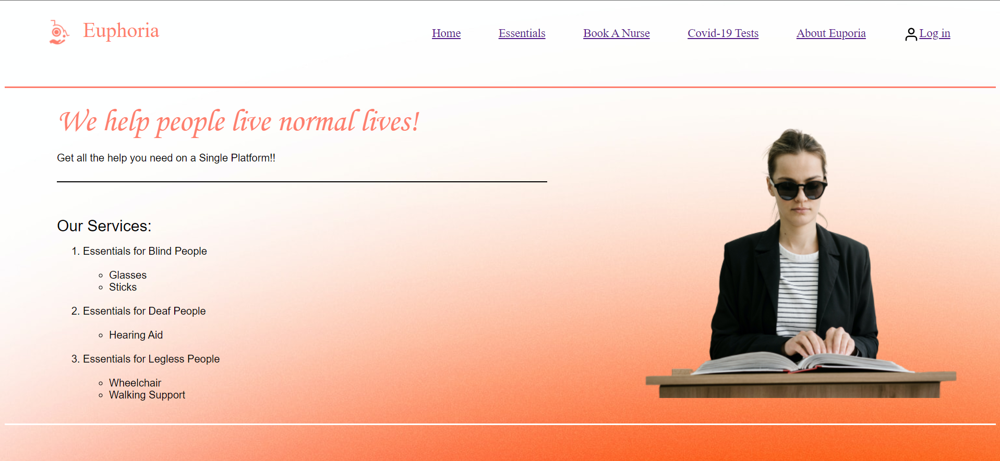 Euphoria
Home Essentials Book A Nurse Covid-19 Tests About Euporia Log in
We help people live normal lives!
Get all the help you need on a Single Platform!!
Our Services:
1. Essentials for Blind People
Glasses
Sticks
2. Essentials for Deaf People
Hearing Aid
3. Essentials for Legless People
Wheelchair
Walking Support